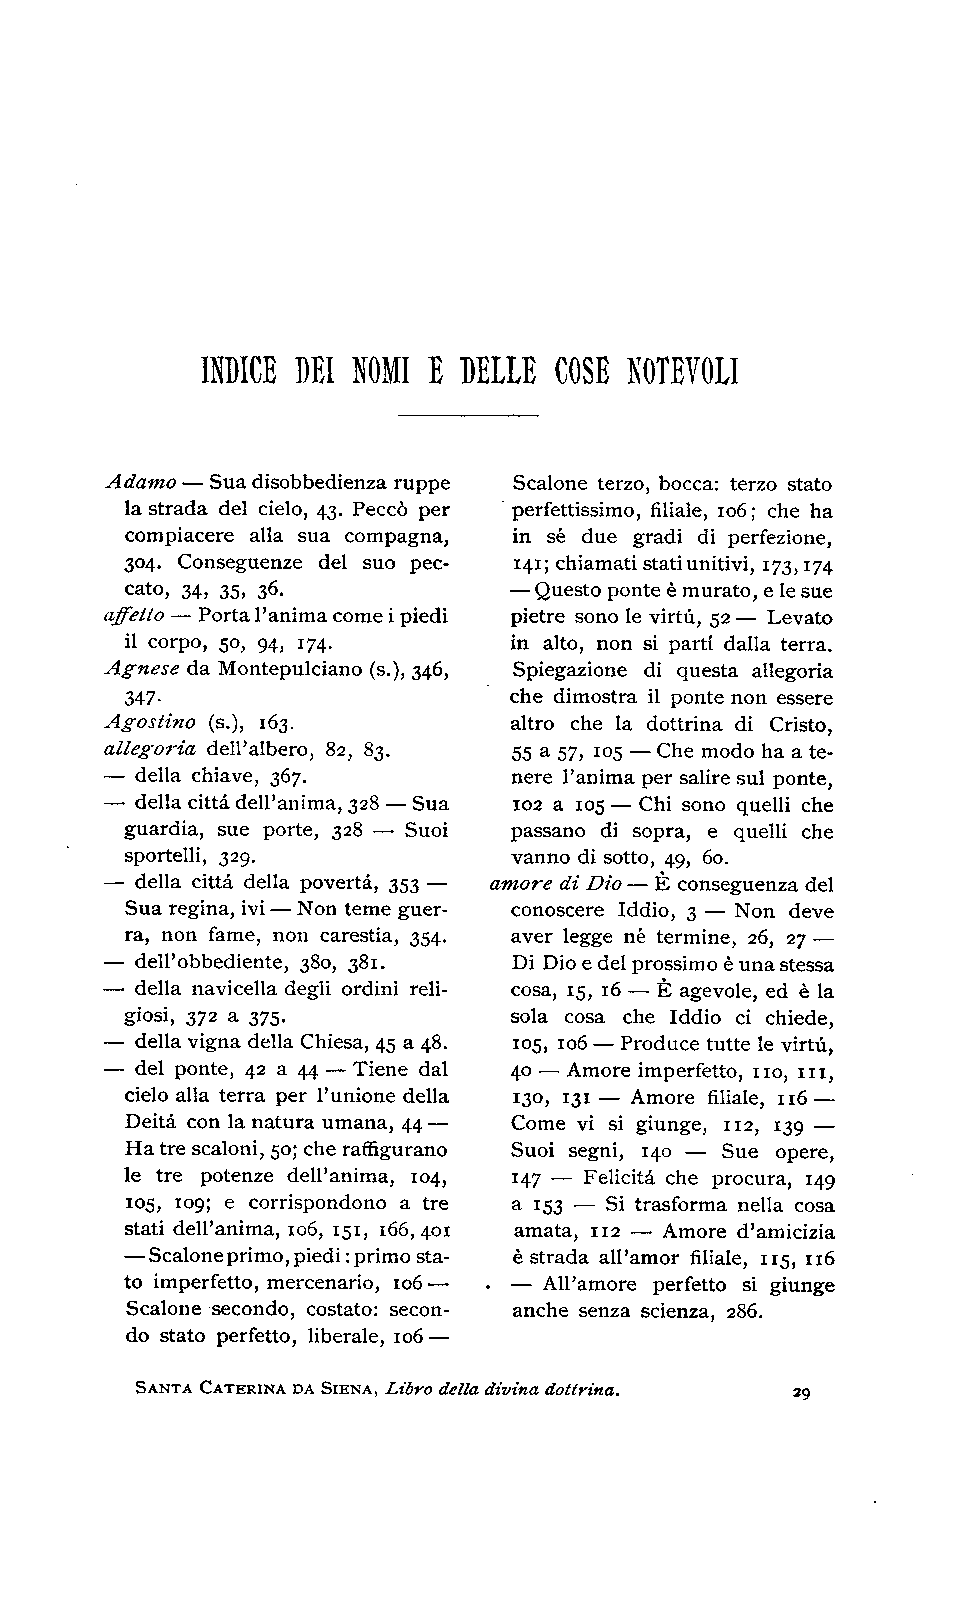 INDICE DEI NOMI E DELLE COSE NOTEVOLI
Adamo — Sua disobbedienza ruppe
la strada del cielo, 43. Peccò per
compiacere alla sua compagna,
304. Conseguenze del suo pec-
cato, 34, 35, 36.
affetto — Porta l'anima come i piedi
il corpo, 50, 94, 174.
Agnese da Montepulciano (s.), 346,
347.
Agostino (s.), 163.
allegoria dell'albero, 82, 83.
— della chiave, 367.
— della cittá dell'anima, 328 — Sua
guardia, sue porte, 328 — Suoi
sportelli, 329.
— della cittá della povertá, 353 —
Sua regina, ivi — Non teme guer-
ra, non fame, non carestia, 354.
— dell'obbediente, 380, 381.
— della navicella degli ordini reli-
giosi, 372 a 375.
— della vigna della Chiesa, 45 a 48.
— del ponte, 42 a 44 — Tiene dal
cielo alla terra per l'unione della
Deitá con la natura umana, 44 —
Ha tre scaloni, 50; che raffigurano
le tre potenze dell'anima, 104,
105, 109; e corrispondono a tre
stati dell'anima, 106, 151, 166, 401
— Scalone primo, piedi: primo sta-
to imperfetto, mercenario, 106 —
Scalone secondo, costato: secon-
do stato perfetto, liberale, 106 —
Scalone terzo, bocca: terzo stato
perfettissimo, filiale, 106; che ha
in sé due gradi di perfezione,
141; chiamati stati unitivi, 173, 174
— Questo ponte è murato, e le sue
pietre sono le virtú, 52 — Levato
in alto, non si partí dalla terra.
Spiegazione di questa allegoria
che dimostra il ponte non essere
altro che la dottrina di Cristo,
55 a 57, 105 — Che modo ha a te-
nere l'anima per salire sul ponte,
102 a 105 — Chi sono quelli che
passano di sopra, e quelli che
vanno di sotto, 49, 60.
amore di Dio — È conseguenza del
conoscere Iddio, 3 — Non deve
aver legge né termine, 26, 27 —
Di Dio e del prossimo è una stessa
cosa, 15, 16 — È agevole, ed è la
sola cosa che Iddio ci chiede,
105, 106 — Produce tutte le virtú,
40 — Amore imperfetto, 110, 111,
130, 131 — Amore filiale, 116 —
Come vi si giunge, 112, 139 —
Suoi segni, 140 — Sue opere,
147 — Felicitá che procura, 149
a 153 — Si trasforma nella cosa
amata, 112 — Amore d'amicizia
è strada all'amor filiale, 115, 116
— All'amore perfetto si giunge
anche senza scienza, 286.
SANTA CATERINA DA SIENA, Libro della divina dottrina. 29